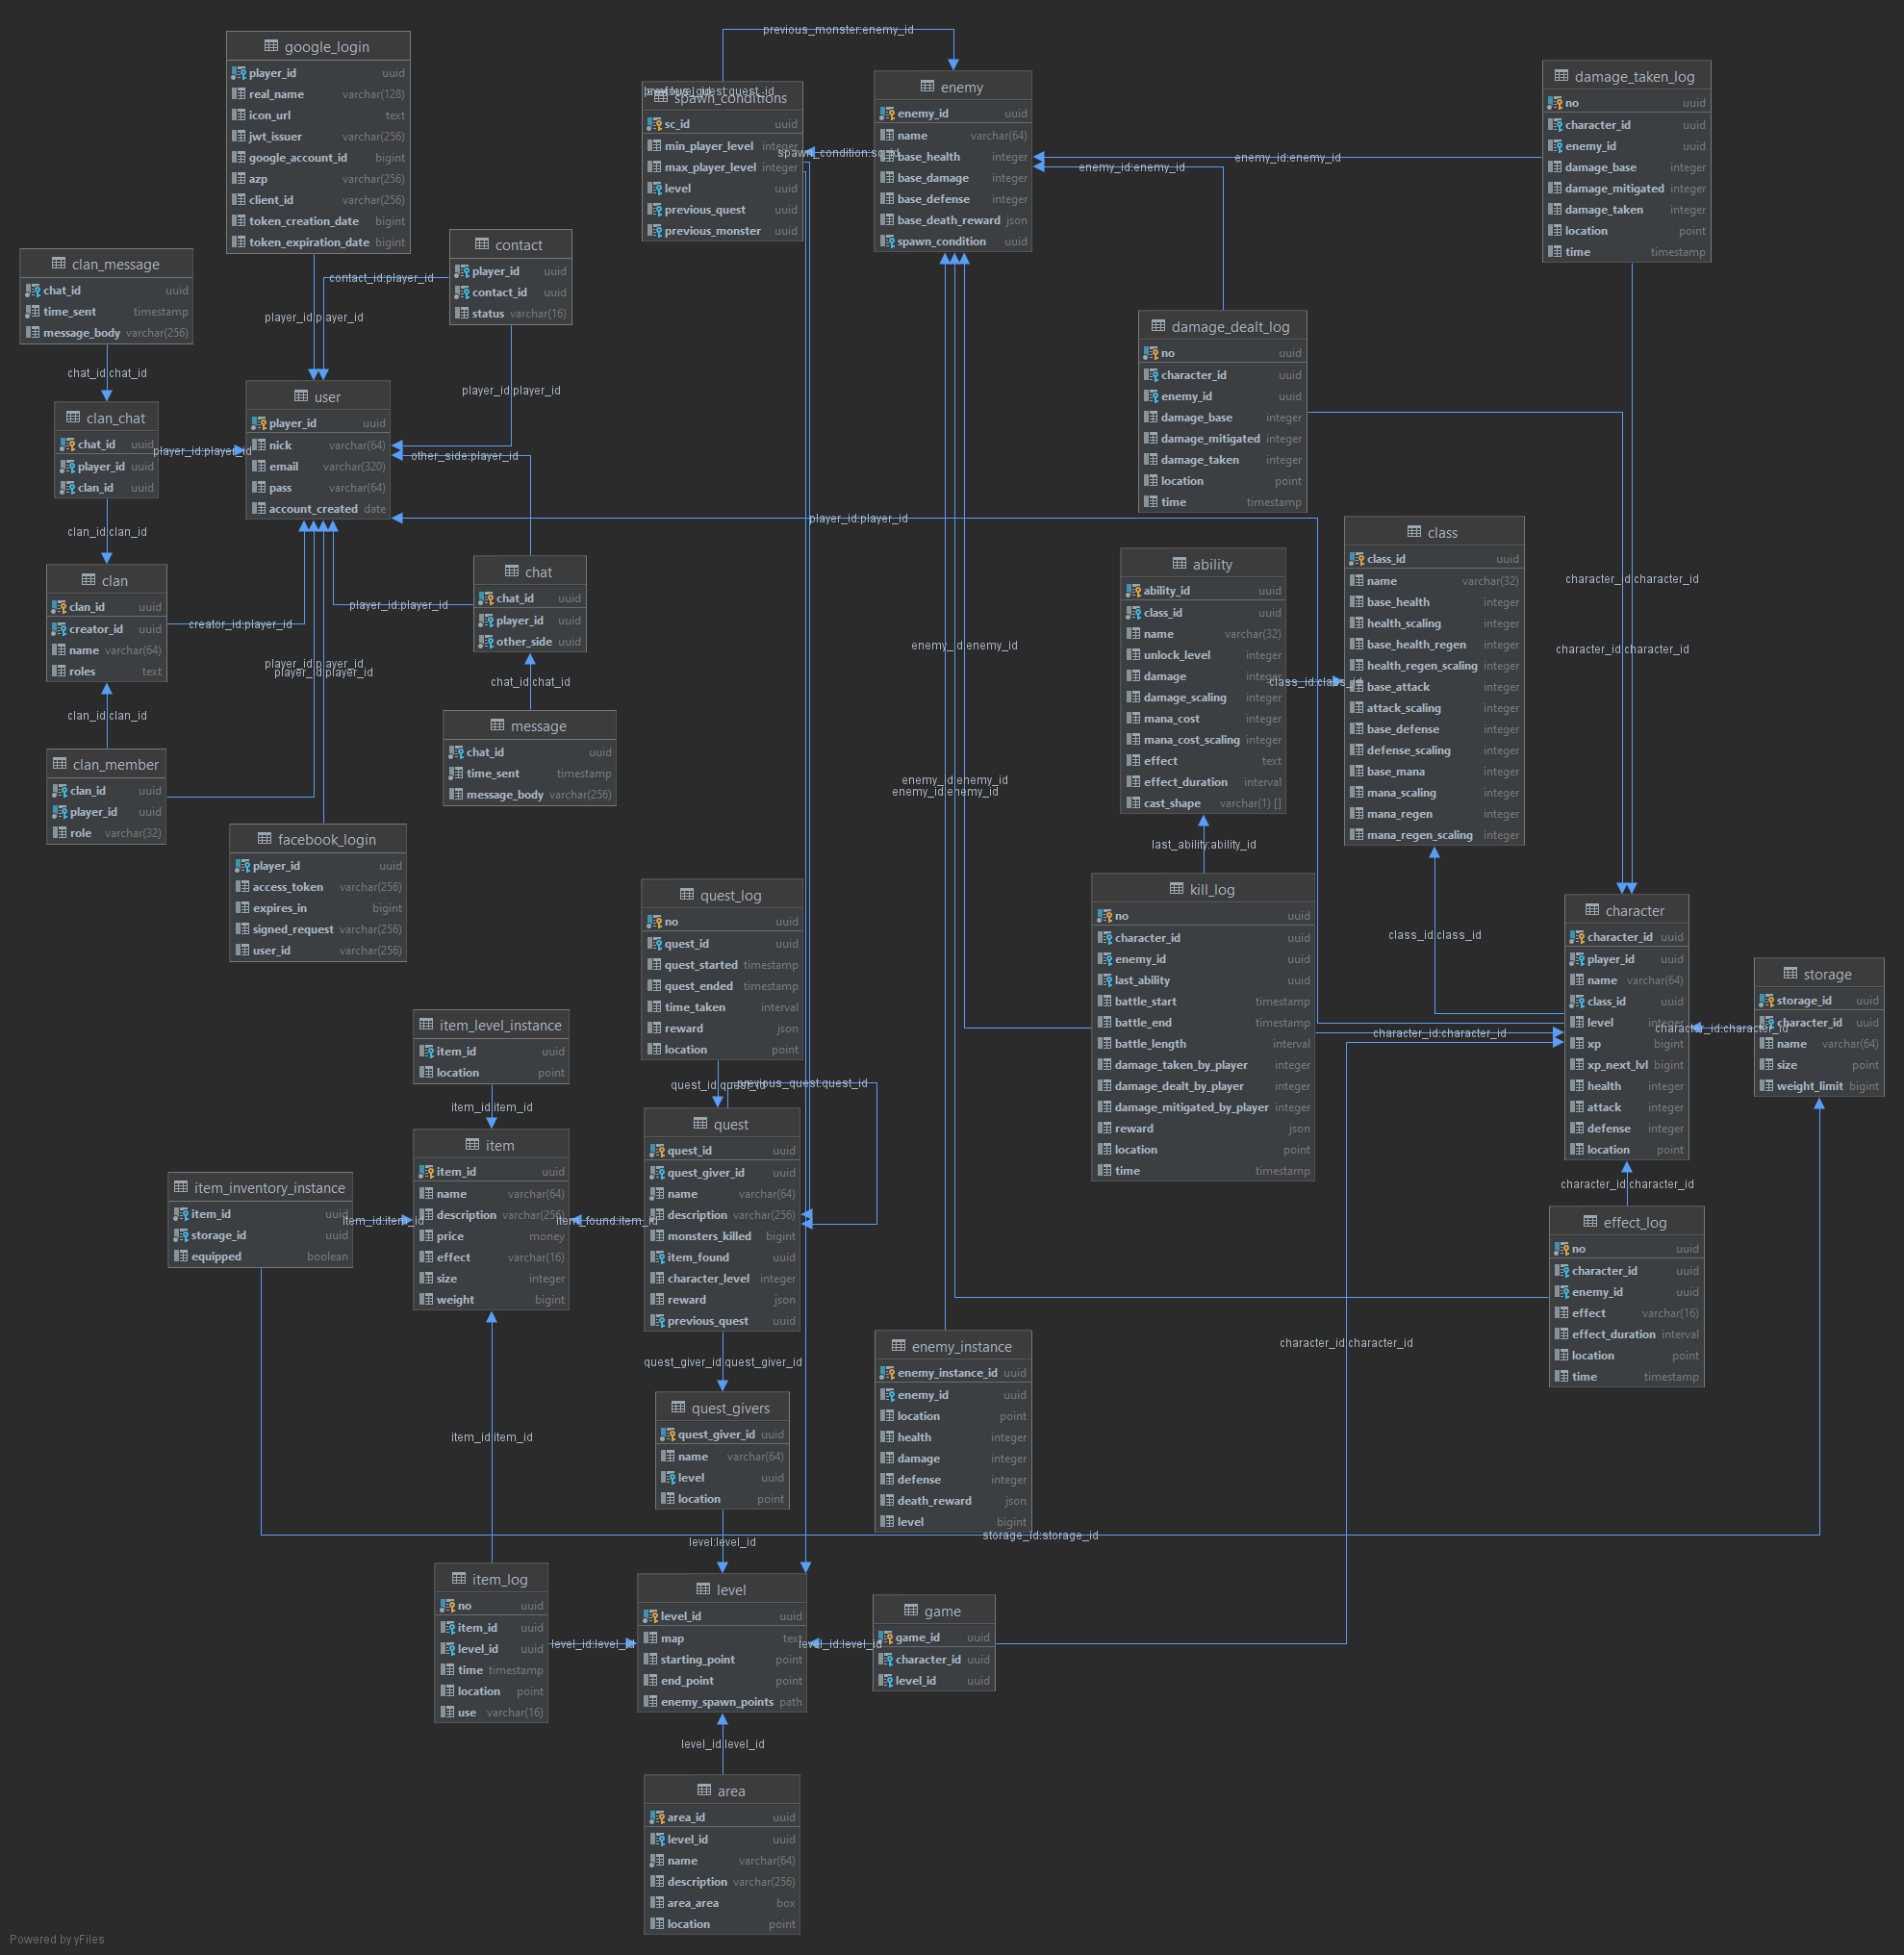 previous_monster:enemy_id
google_login
player_id uuid
real_name varchar(128)
icon_url text
jwt_issuer varchar(256)
google_account_id bigint
azp varchar(256)
client_id varchar(256)
token_creation_date bigint
token_expiration_date bigint
spawn_conditions
sc_id uuid
min_player_level integer
max_player_level integer
level uuid
previous_quest uuid
previous_monster uuid
enemy
enemy_id uuid
name varchar(64)
base_health integer
base_damage integer
base_defense integer
base_death_reward json
spawn_condition uuid
damage_taken_log
no uuid
character_id uuid
enemy_id uuid
damage_base integer
damage_mitigated integer
damage_taken integer
location point
time timestamp
enemy_id:enemy_id
enemy_id:enemy_id
contact
player_id uuid
contact_id uuid
status varchar(16)
contact_id:player_id
player_id:player_id
player_id:player_id
clan_message
chat_id uuid
time_sent timestamp
message_body varchar(256)
chat_id:chat_id
clan_chat
chat_id uuid
player_id uuid
clan_id uuid
player_id:player_id
user
player_id uuid
nick varchar(64)
email varchar(320)
pass varchar(64)
account_created date
other_side:player_id
damage_dealt_log
no uuid
character_id uuid
enemy_id uuid
damage_base integer
damage_mitigated integer
damage_taken integer
location point
time timestamp
player_id:player_id
clan_id:clan_id
clan
clan_id uuid
creator_id uuid
name varchar(64)
roles text
creator_id:player_id
player_id:player_id
chat
chat_id uuid
player_id uuid
other_side uuid
player_id:player_id
player_id:player_id
chat_id:chat_id
message
chat_id uuid
time_sent timestamp
message_body varchar(256)
clan_id:clan_id
clan_member
clan_id uuid
player_id uuid
role varchar(32)
facebook_login
player_id uuid
access_token varchar(256)
expires_in bigint
signed_request varchar(256)
user_id varchar(256)
ability
ability_id uuid
class_id uuid
name varchar(32)
unlock_level integer
damage integer
damage_scaling integer
mana_cost integer
mana_cost_scaling integer
effect text
effect_duration interval
cast_shape varchar(1) []
class_id:class_id
class
class_id uuid
name varchar(32)
base_health integer
health_scaling integer
base_health_regen integer
health_regen_scaling integer
base_attack integer
attack_scaling integer
base_defense integer
defense_scaling integer
base_mana integer
mana_scaling integer
mana_regen integer
mana_regen_scaling integer
character_id:character_id
character_id:character_id
enemy_id:enemy_id
enemy_id:enemy_id
enemy_id:enemy_id
last_ability:ability_id
kill_log
no uuid
character_id uuid
enemy_id uuid
last_ability uuid
battle_start timestamp
battle_end timestamp
battle_length interval
damage_taken_by_player integer
damage_dealt_by_player integer
damage_mitigated_by_player integer
reward json
location point
time timestamp
class_id:class_id
character_id:character_id
character
character_id uuid
player_id uuid
name varchar(64)
class_id uuid
level integer
xp bigint
xp_next_lvl bigint
health integer
attack integer
defense integer
location point
character_id:character_id
storage
storage_id uuid
character_id uuid
name varchar(64)
size point
weight_limit bigint
quest_log
no uuid
quest_id uuid
quest_started timestamp
quest_ended timestamp
time_taken interval
reward json
location point
quest_id:quest_id
previous_quest:quest_id
item_level_instance
item_id uuid
location point
item_id:item_id
item
item_id uuid
name varchar(64)
description varchar(256)
price money
effect varchar(16)
size integer
weight bigint
item_inventory_instance
item_id uuid
storage_id uuid
equipped boolean
item_id:item_id
item_found:item_id
quest
quest_id uuid
quest_giver_id uuid
name varchar(64)
description varchar(256)
monsters_killed bigint
item_found uuid
character_level integer
reward json
previous_quest uuid
character_id:character_id
effect_log
no uuid
character_id uuid
enemy_id uuid
effect varchar(16)
effect_duration interval
location point
time timestamp
character_id:character_id
quest_giver_id:quest_giver_id
enemy_instance
enemy_instance_id uuid
enemy_id uuid
location point
health integer
damage integer
defense integer
death_reward json
level bigint
quest_givers
quest_giver_id uuid
name varchar(64)
level uuid
location point
item_id:item_id
storage_id:storage_id
level:level_id
item_log
no uuid
item_id uuid
level_id uuid
time timestamp
location point
use varchar(16)
level_id:level_id
level
level_id uuid
map text
starting_point point
end_point point
enemy_spawn_points path
level_id:level_id
game
game_id uuid
character_id uuid
level_id uuid
level_id:level_id
area
area_id uuid
level_id uuid
name varchar(64)
description varchar(256)
area_area box
location point
Powered by yFiles